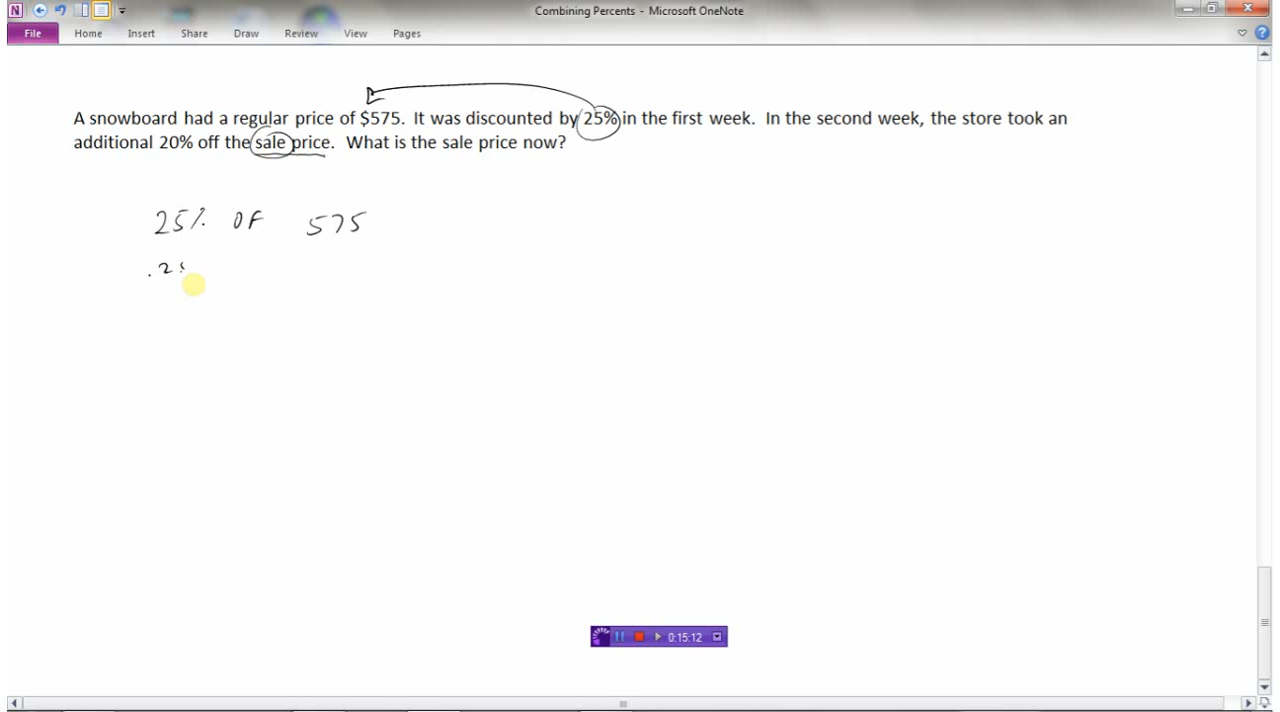 Combining Percents - Microsoft OneNote
File Home Insert Share Draw Review View Pages
A snowboard had a regular price of $575. It was discounted by 25% in the first week. In the second week, the store took an
additional 20% off the sale price. What is the sale price now?
25% OF 575
.25
0:15:12